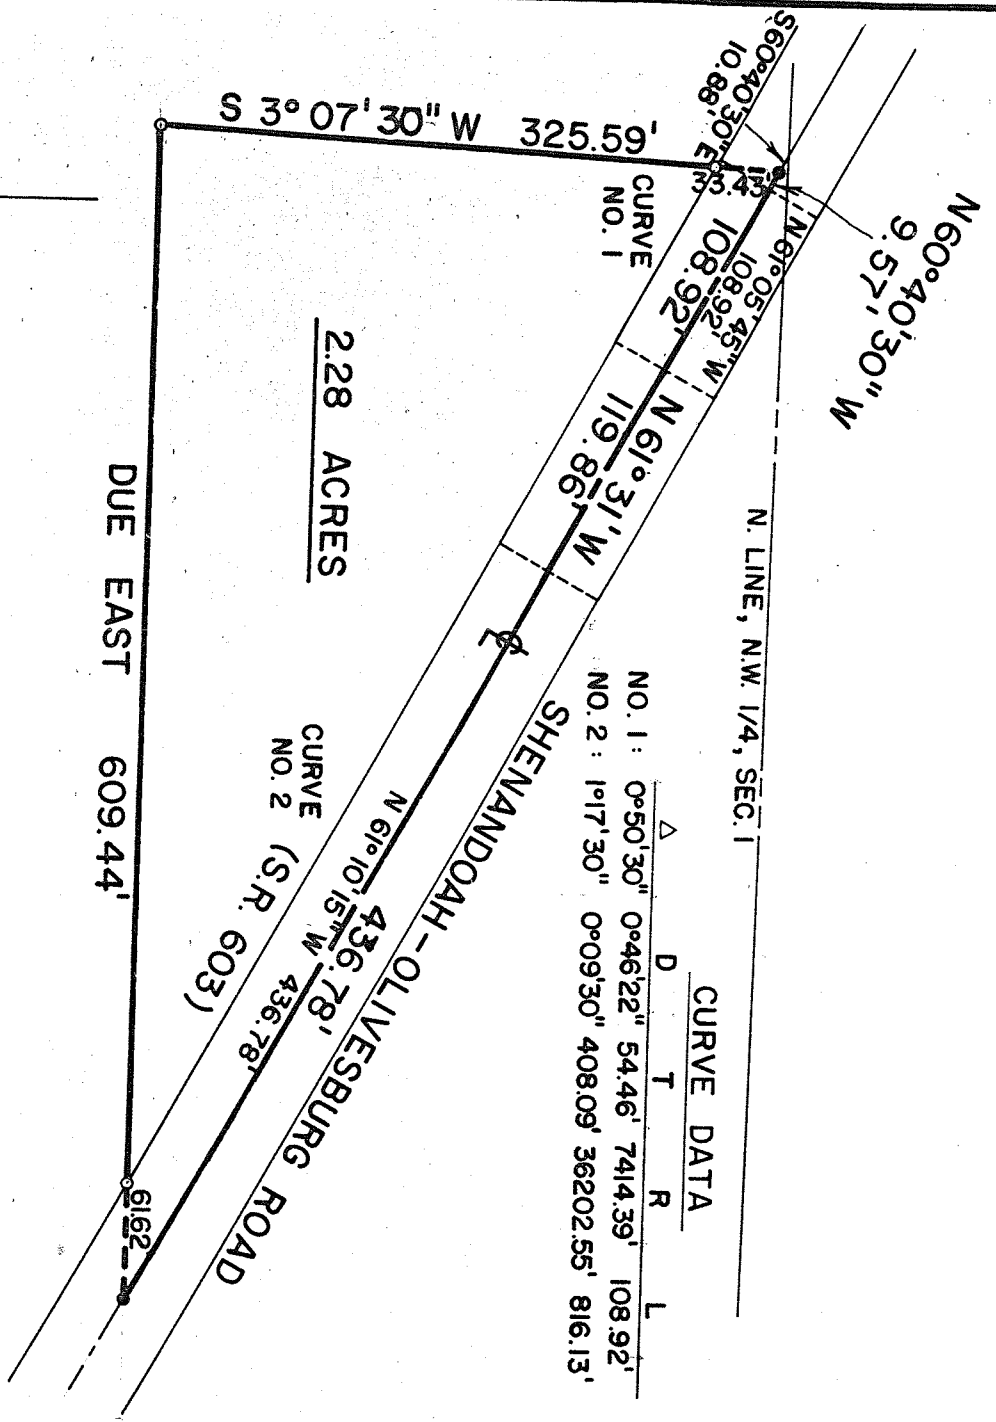 S 60°40'30" E
10.88'
N 60°40'30" W
9.57'
S 3° 07' 30" W 325.59'
33.43'
N 61°05'45" W
108.92'
108.92'
CURVE
NO. 1
N 61° 31' W
119.86'
N. LINE, N.W. 1/4, SEC. 1
2.28 ACRES
CURVE DATA
△ D T R L
NO. 1 : 0°50'30" 0°46'22" 54.46' 7414.39' 108.92'
NO. 2 : 1°17'30" 0°09'30" 408.09' 36202.55' 816.13'
SHENANDOAH – OLIVESBURG ROAD
(S.R. 603)
CURVE
NO. 2
436.78'
N 61° 10' 15" W 436.78'
DUE EAST 609.44'
61.62